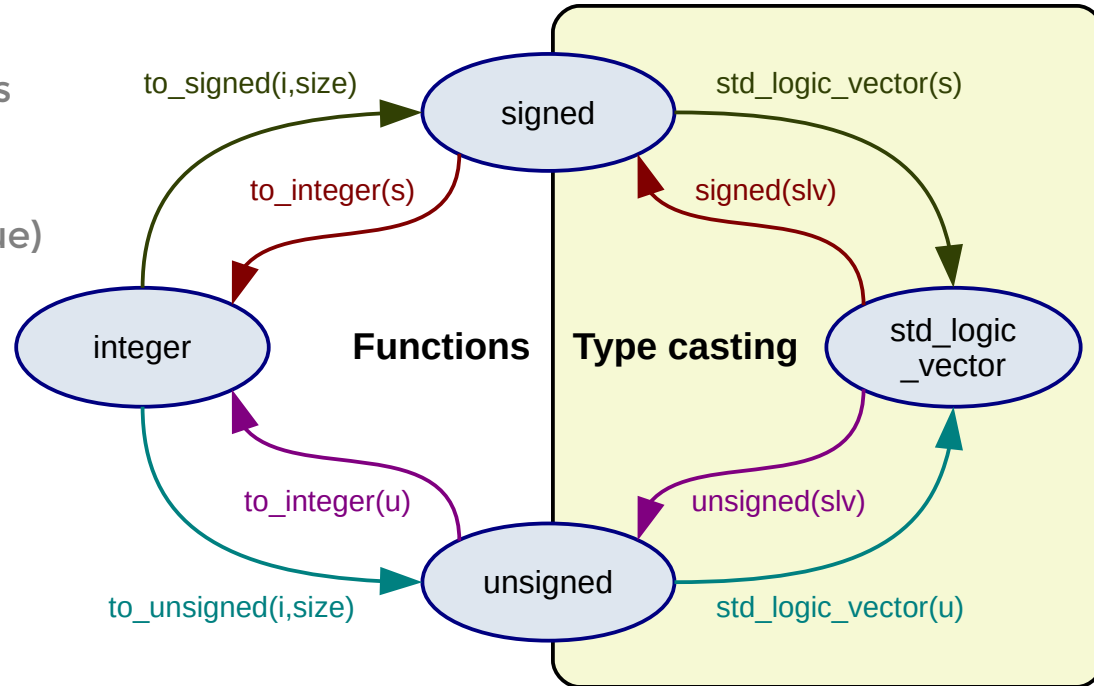 s
to_signed(i,size)
std_logic_vector(s)
signed
to_integer(s)
signed(slv)
ue)
integer
Functions
Type casting
std_logic
_vector
to_integer(u)
unsigned(slv)
unsigned
to_unsigned(i,size)
std_logic_vector(u)